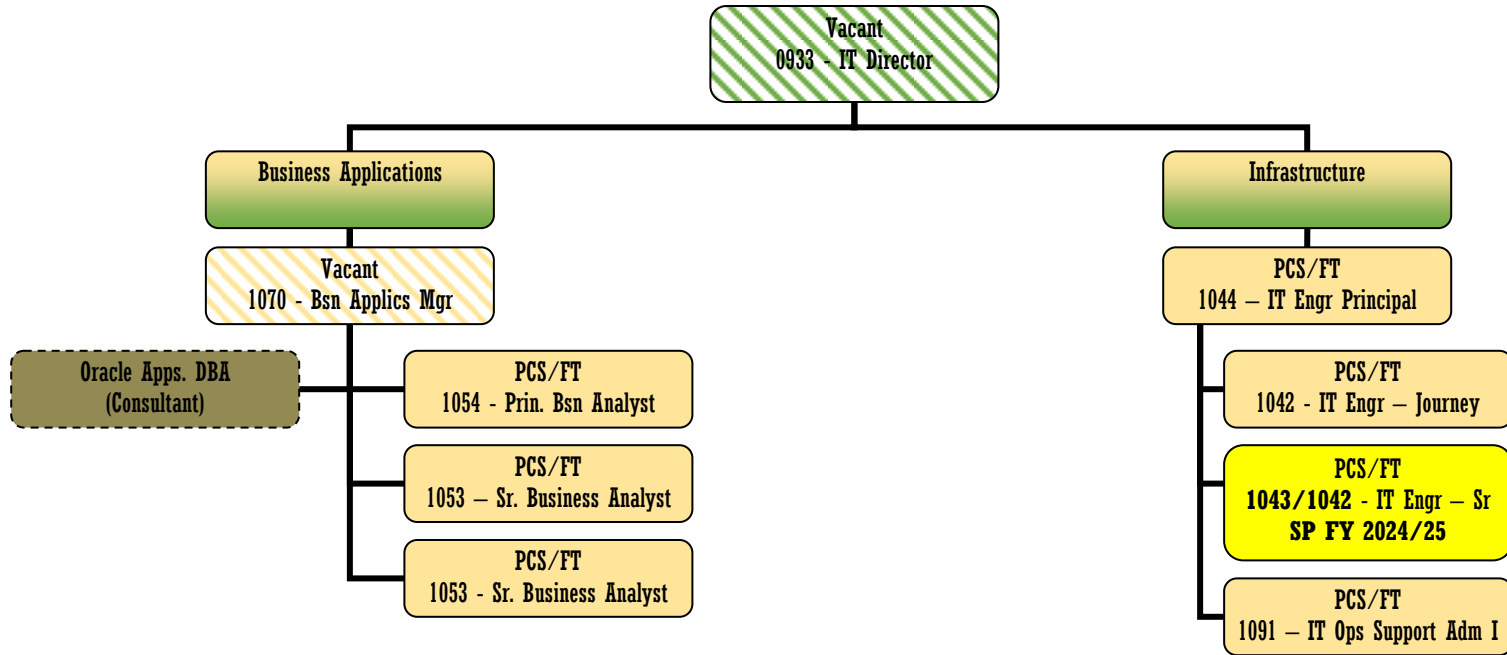 Vacant
0933 - IT Director
Business Applications
Infrastructure
Vacant
1070 - Bsn Applics Mgr
PCS/FT
1044 – IT Engr Principal
Oracle Apps. DBA
(Consultant)
PCS/FT
1054 - Prin. Bsn Analyst
PCS/FT
1042 - IT Engr – Journey
PCS/FT
1053 – Sr. Business Analyst
PCS/FT
1043/1042 - IT Engr – Sr
SP FY 2024/25
PCS/FT
1053 - Sr. Business Analyst
PCS/FT
1091 – IT Ops Support Adm I